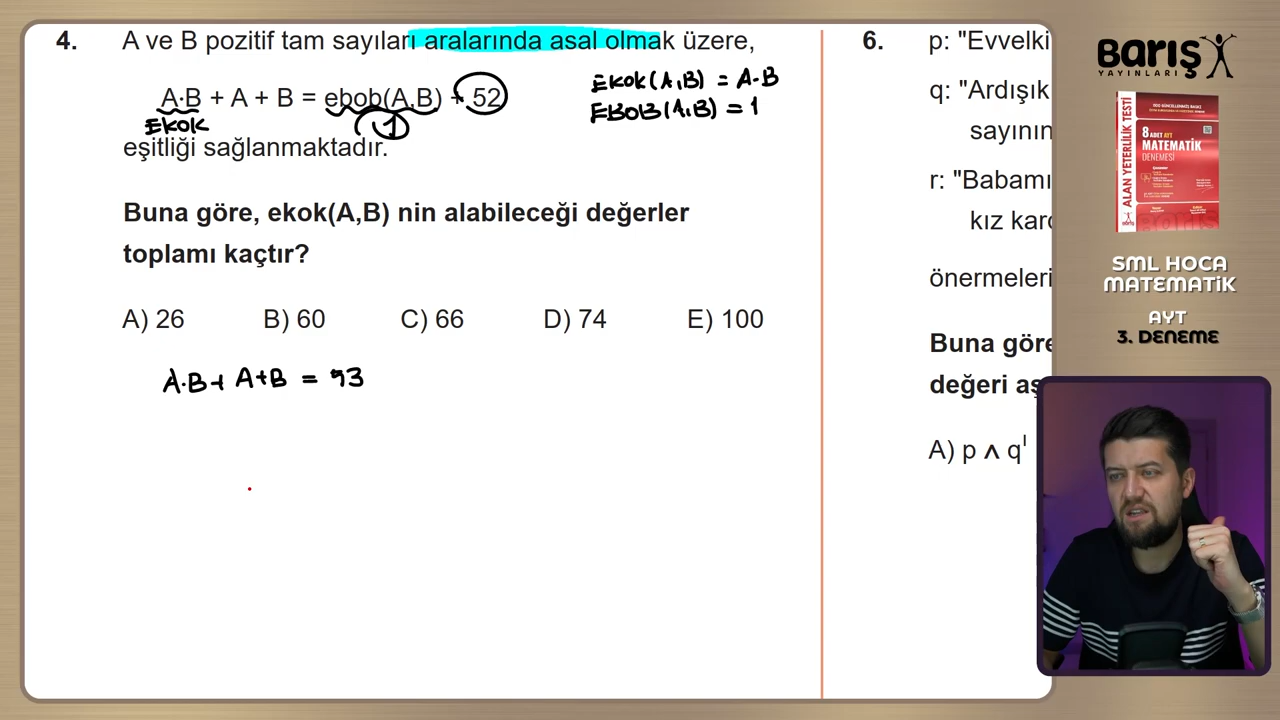 4. A ve B pozitif tam sayıları aralarında asal olmak üzere,
EKOK(A,B) = A·B
A·B + A + B = ebob(A,B) + 52
EBOB(A,B) = 1
EKOK
1
eşitliği sağlanmaktadır.
Buna göre, ekok(A,B) nin alabileceği değerler
toplamı kaçtır?
A) 26 B) 60 C) 66 D) 74 E) 100
A·B + A+B = 53
6. p: "Evvelki
q: "Ardışık
sayının
r: "Babamı
kız kard
önermeleri
Buna göre
değeri aş
A) p ∧ qı
BARIŞ
YAYINLARI
ALAN YETERLİLİK TESTİ
8 ADET AYT
MATEMATİK
DENEMESİ
BARIŞ
SML HOCA
MATEMATİK
AYT
3. DENEME